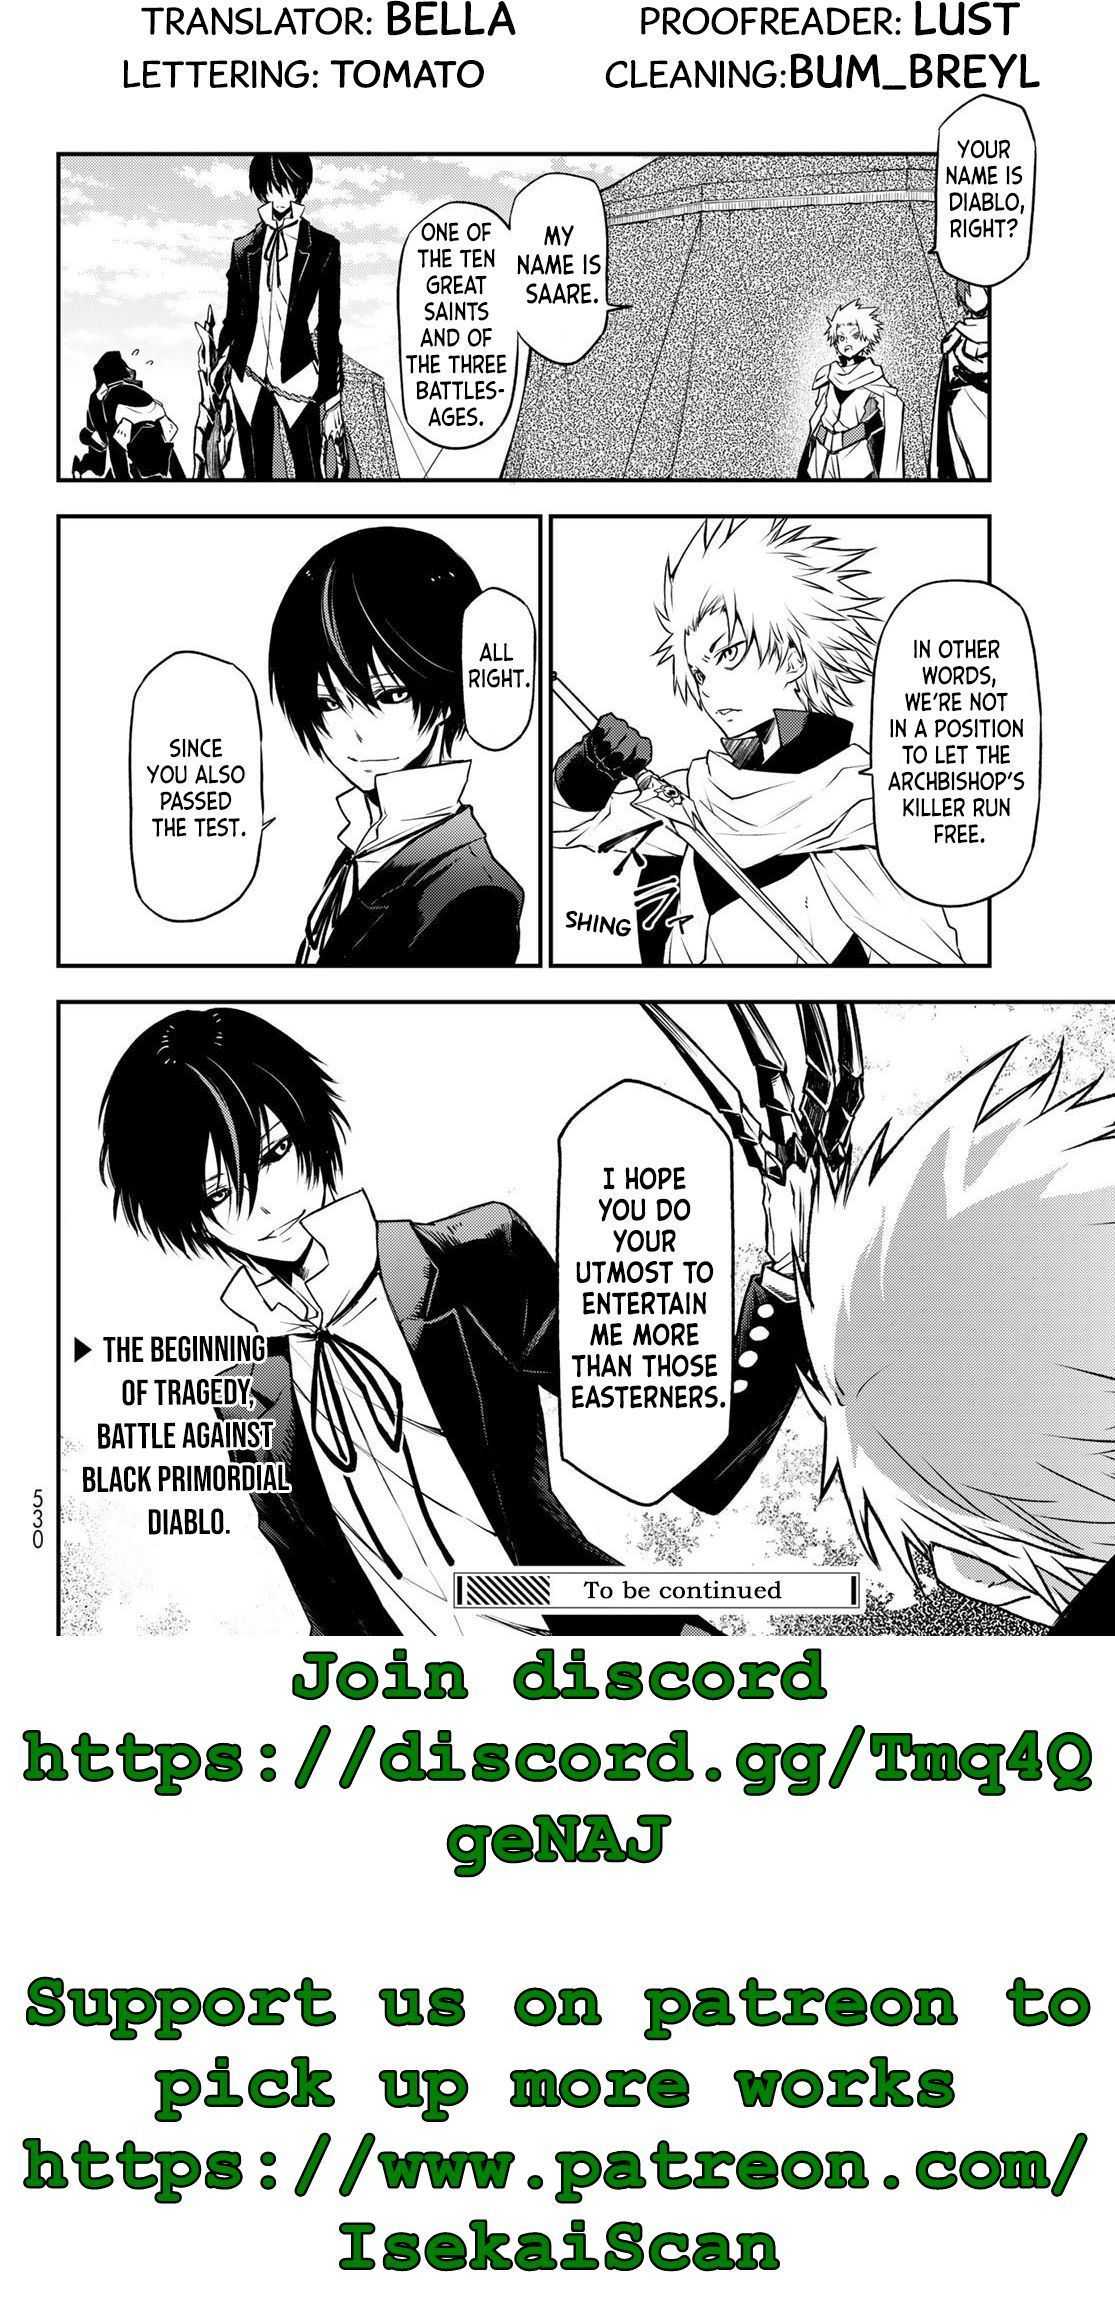 TRANSLATOR: BELLA
PROOFREADER: LUST
LETTERING: TOMATO
CLEANING:BUM_BREYL
YOUR
NAME IS
DIABLO,
RIGHT?
MY
NAME IS
SAARE.
ONE OF
THE TEN
GREAT
SAINTS
AND OF
THE THREE
BATTLES-
AGES.
IN OTHER
WORDS,
WE'RE NOT
IN A POSITION
TO LET THE
ARCHBISHOP'S
KILLER RUN
FREE.
シャラァァ
SHING
ALL
RIGHT.
SINCE
YOU ALSO
PASSED
THE TEST.
I HOPE
YOU DO
YOUR
UTMOST TO
ENTERTAIN
ME MORE
THAN THOSE
EASTERNERS.
▶ THE BEGINNING
OF TRAGEDY,
BATTLE AGAINST
BLACK PRIMORDIAL
DIABLO.
530
To be continued
Join discord
https://discord.gg/Tmq4Q
geNAJ
Support us on patreon to
pick up more works
https://www.patreon.com/
IsekaiScan